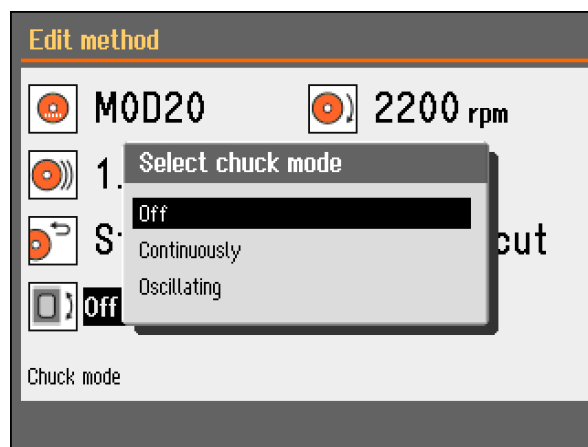 Edit method
MOD20
2200 rpm
1.
Select chuck mode
Off
Continuously
Oscillating
S
cut
Off
Chuck mode